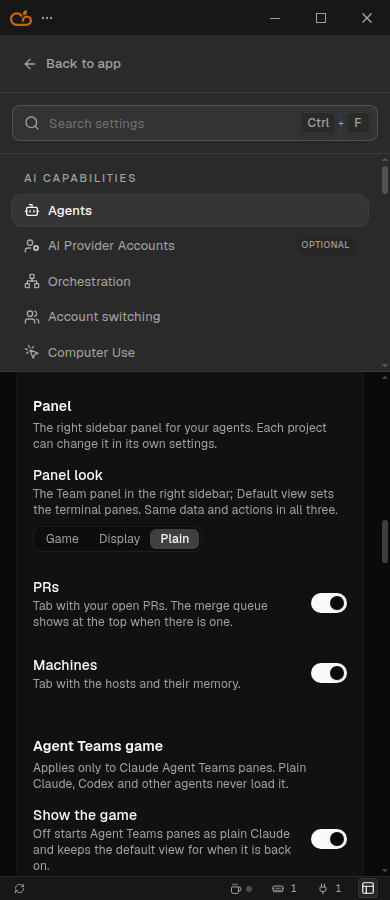 Back to app
Search settings
Ctrl + F
AI CAPABILITIES
Agents
AI Provider Accounts
OPTIONAL
Orchestration
Account switching
Computer Use
Panel
The right sidebar panel for your agents. Each project
can change it in its own settings.
Panel look
The Team panel in the right sidebar; Default view sets
the terminal panes. Same data and actions in all three.
Game Display Plain
PRs
Tab with your open PRs. The merge queue
shows at the top when there is one.
Machines
Tab with the hosts and their memory.
Agent Teams game
Applies only to Claude Agent Teams panes. Plain
Claude, Codex and other agents never load it.
Show the game
Off starts Agent Teams panes as plain Claude
and keeps the default view for when it is back
on.
1 1